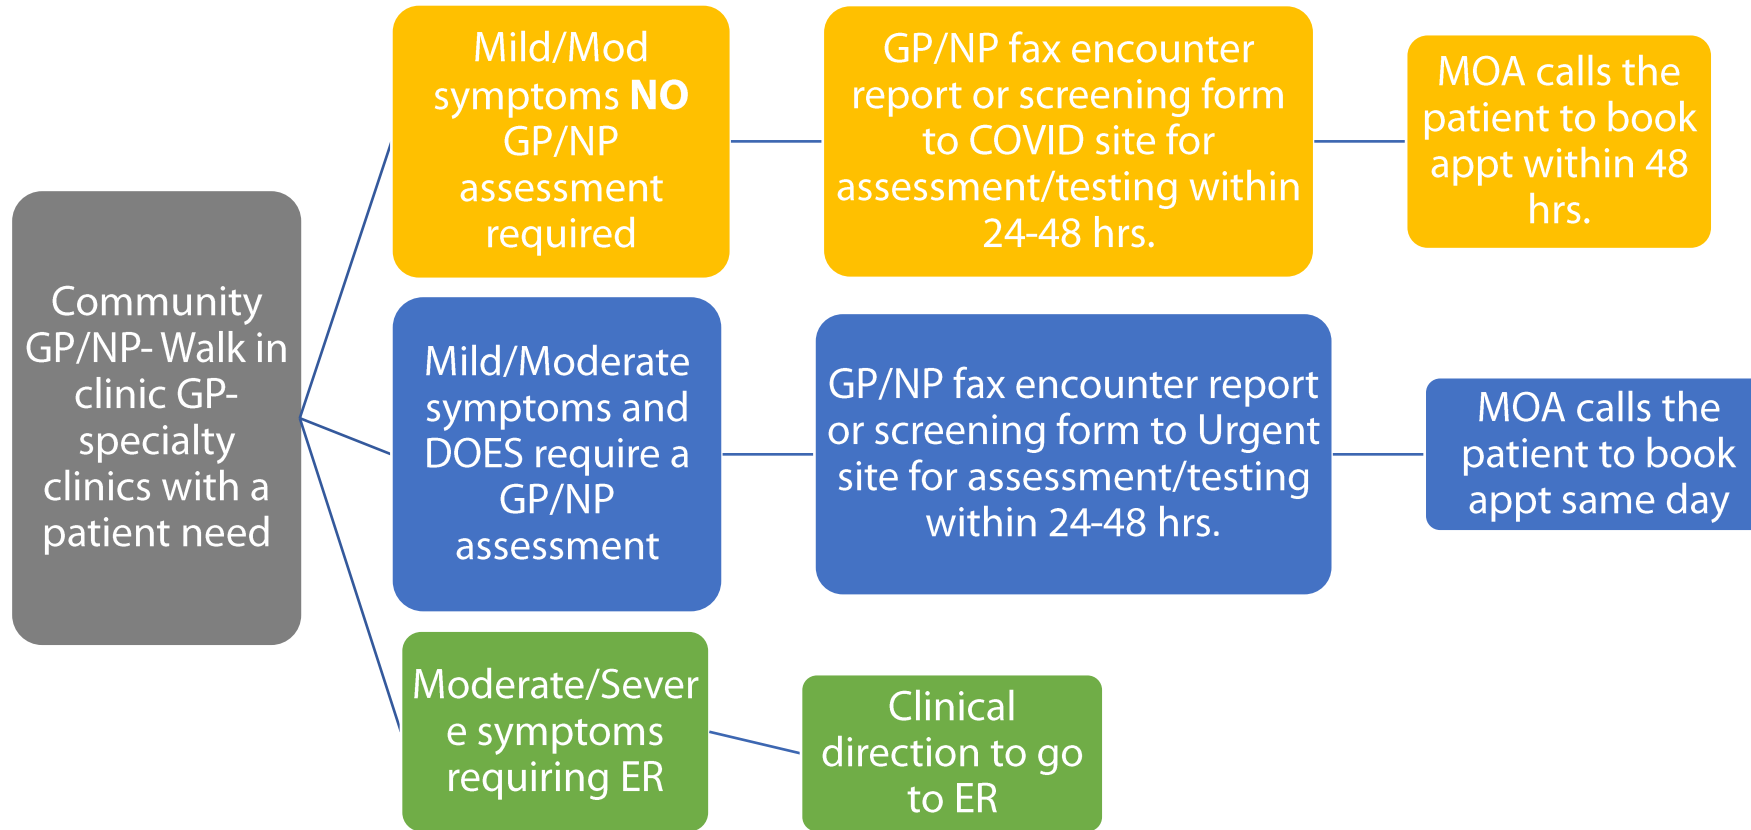 Community
GP/NP- Walk in
clinic GP-
specialty
clinics with a
patient need
Mild/Mod
symptoms NO
GP/NP
assessment
required
GP/NP fax encounter
report or screening form
to COVID site for
assessment/testing within
24-48 hrs.
MOA calls the
patient to book
appt within 48
hrs.
Mild/Moderate
symptoms and
DOES require a
GP/NP
assessment
GP/NP fax encounter report
or screening form to Urgent
site for assessment/testing
within 24-48 hrs.
MOA calls the
patient to book
appt same day
Moderate/Sever
e symptoms
requiring ER
Clinical
direction to go
to ER